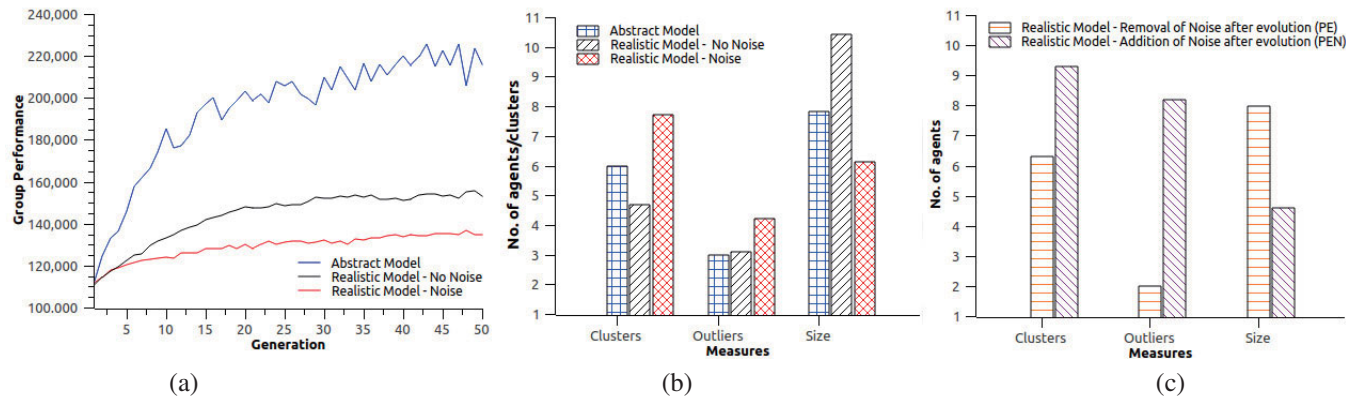 240,000
220,000
200,000
180,000
160,000
140,000
120,000
100,000
Group Performance
Abstract Model
Realistic Model - No Noise
Realistic Model - Noise
5
10
15
20
25
30
35
40
45
50
Generation
(a)
11
10
9
8
7
6
5
4
3
2
1
No. of agents/clusters
Abstract Model
Realistic Model - No Noise
Realistic Model - Noise
Clusters
Outliers
Size
Measures
(b)
11
10
9
8
7
6
5
4
3
2
1
No. of agents
Realistic Model - Removal of Noise after evolution (PE)
Realistic Model - Addition of Noise after evolution (PEN)
Clusters
Outliers
Size
Measures
(c)